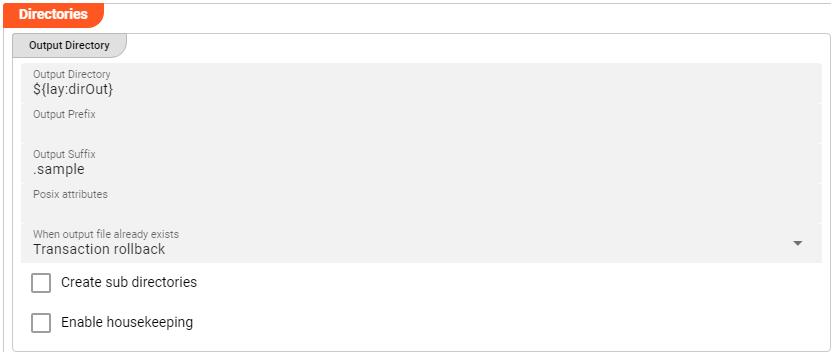 Directories
Output Directory
Output Directory
${lay:dirOut}
Output Prefix
Output Suffix
.sample
Posix attributes
When output file already exists
Transaction rollback
Create sub directories
Enable housekeeping